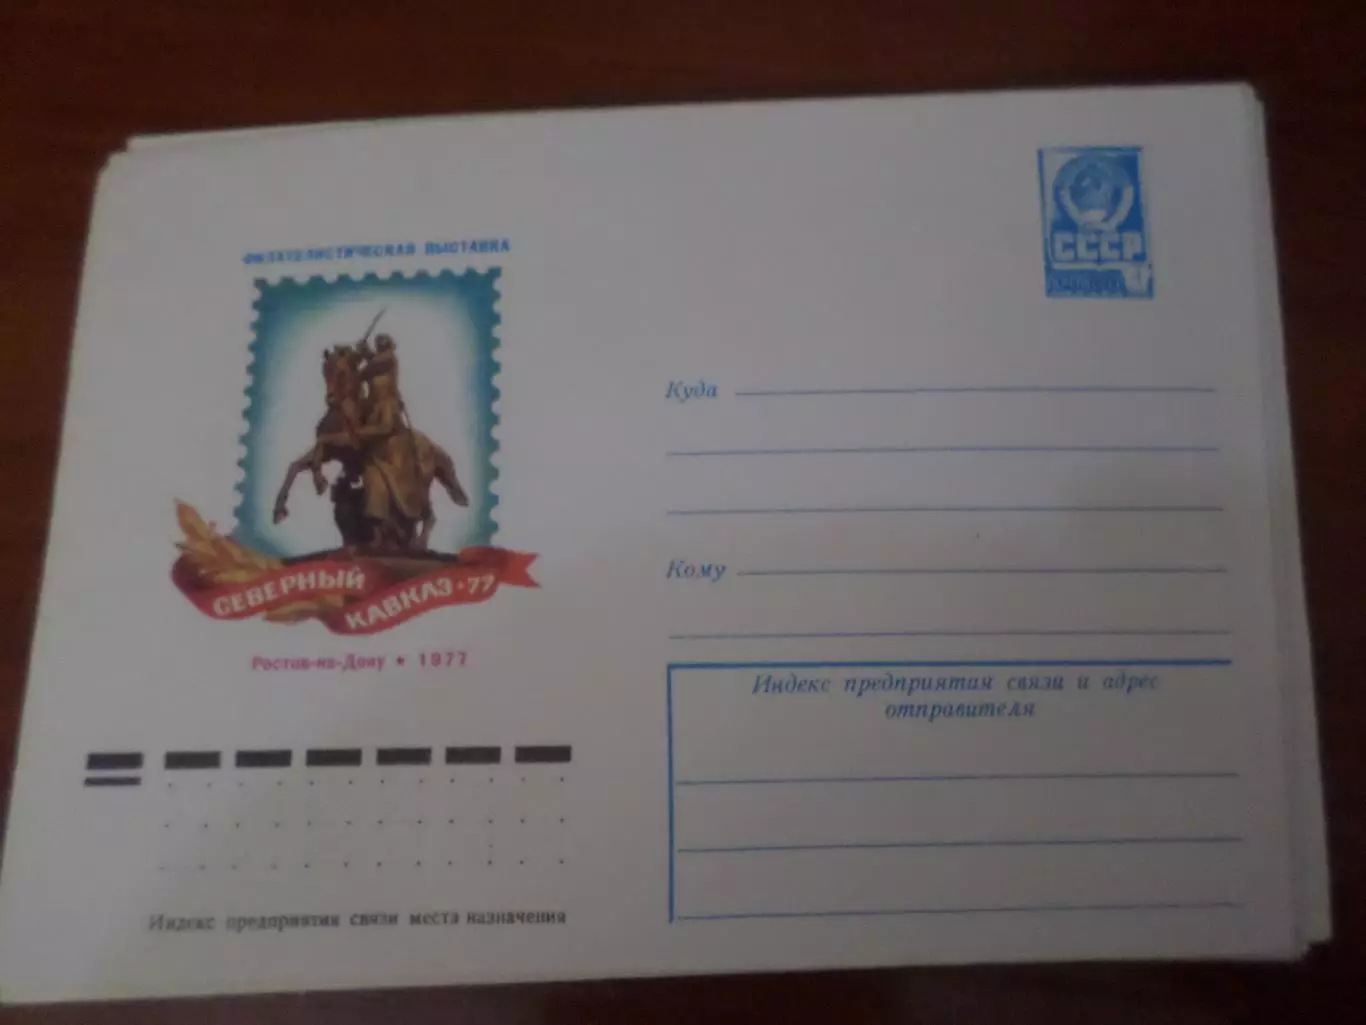 ФИЛАТЕЛИСТИЧЕСКАЯ ВЫСТАВКА
СЕВЕРНЫЙ
КАВКАЗ·77
Ростов-на-Дону ★ 1977
СССР
Куда
Кому
Индекс предприятия связи и адрес
отправителя
Индекс предприятия связи места назначения